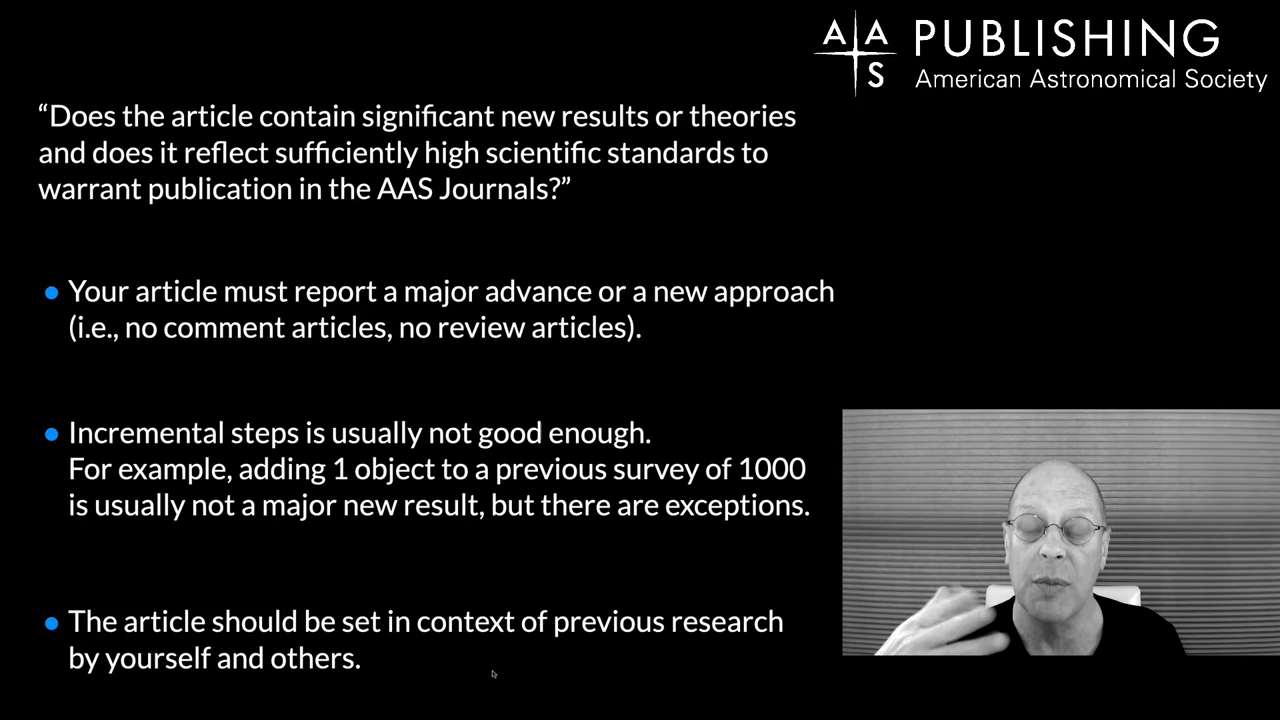 A A
S
PUBLISHING
American Astronomical Society
“Does the article contain significant new results or theories
and does it reflect sufficiently high scientific standards to
warrant publication in the AAS Journals?”
● Your article must report a major advance or a new approach
(i.e., no comment articles, no review articles).
● Incremental steps is usually not good enough.
For example, adding 1 object to a previous survey of 1000
is usually not a major new result, but there are exceptions.
● The article should be set in context of previous research
by yourself and others.